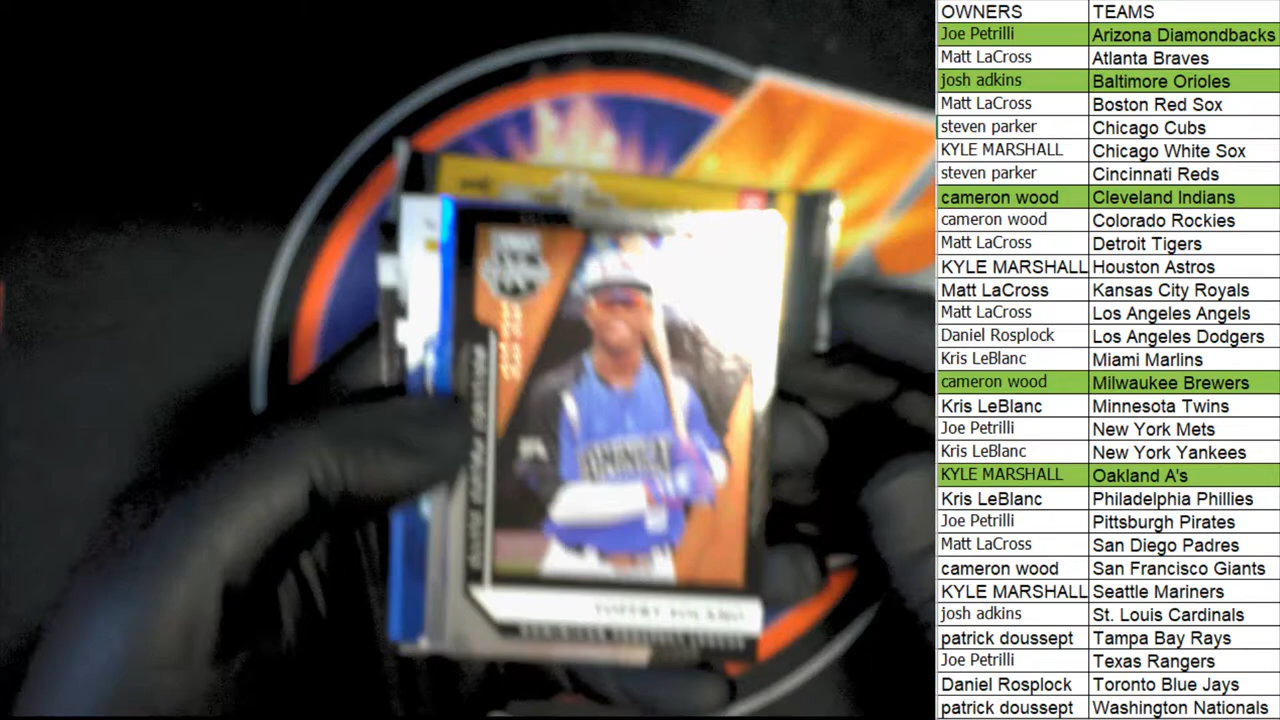 OWNERS TEAMS
Joe Petrilli Arizona Diamondbacks
Matt LaCross Atlanta Braves
josh adkins Baltimore Orioles
Matt LaCross Boston Red Sox
steven parker Chicago Cubs
KYLE MARSHALL Chicago White Sox
steven parker Cincinnati Reds
cameron wood Cleveland Indians
cameron wood Colorado Rockies
Matt LaCross Detroit Tigers
KYLE MARSHALL Houston Astros
Matt LaCross Kansas City Royals
Matt LaCross Los Angeles Angels
Daniel Rosplock Los Angeles Dodgers
Kris LeBlanc Miami Marlins
cameron wood Milwaukee Brewers
Kris LeBlanc Minnesota Twins
Joe Petrilli New York Mets
Kris LeBlanc New York Yankees
KYLE MARSHALL Oakland A's
Kris LeBlanc Philadelphia Phillies
Joe Petrilli Pittsburgh Pirates
Matt LaCross San Diego Padres
cameron wood San Francisco Giants
KYLE MARSHALL Seattle Mariners
josh adkins St. Louis Cardinals
patrick doussept Tampa Bay Rays
Joe Petrilli Texas Rangers
Daniel Rosplock Toronto Blue Jays
patrick doussept Washington Nationals